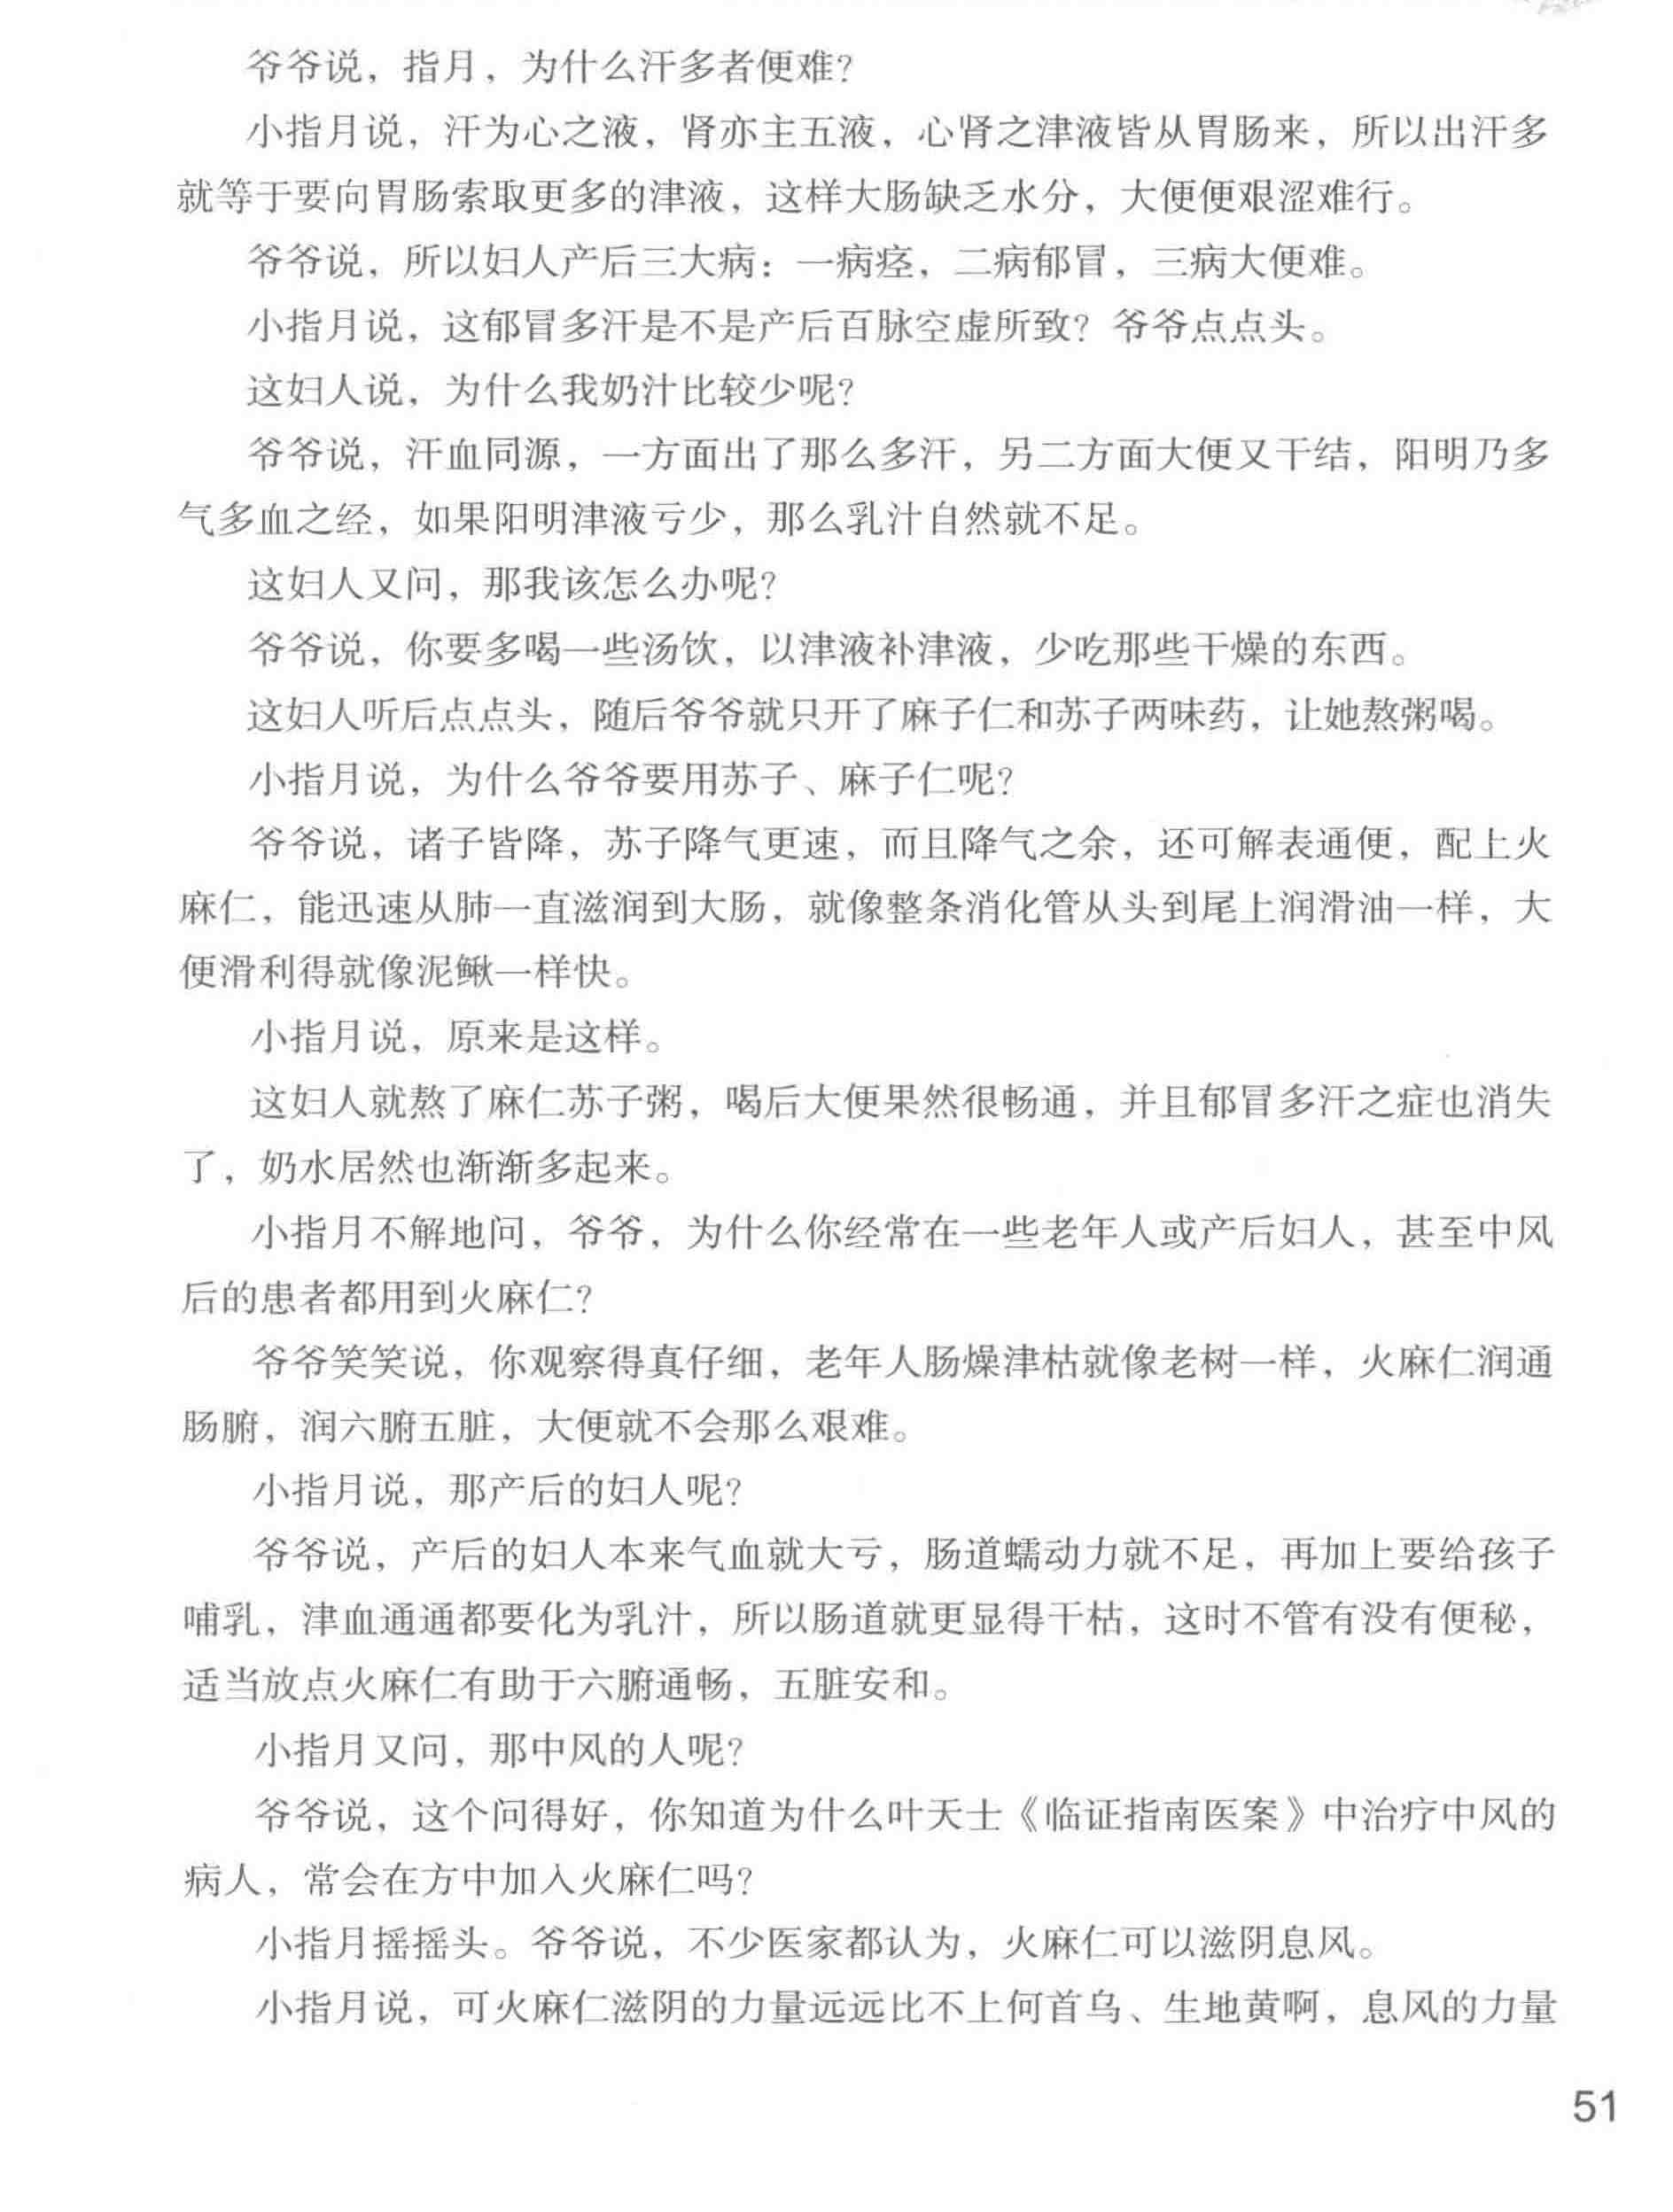 爷爷说，指月，为什么汗多者便难？
小指月说，汗为心之液，肾亦主五液，心肾之津液皆从胃肠来，所以出汗多
就等于要向胃肠索取更多的津液，这样大肠缺乏水分，大便便艰涩难行。
爷爷说，所以妇人产后三大病：一病痉，二病郁冒，三病大便难。
小指月说，这郁冒多汗是不是产后百脉空虚所致？爷爷点点头。
这妇人说，为什么我奶汁比较少呢？
爷爷说，汗血同源，一方面出了那么多汗，另二方面大便又干结，阳明乃多
气多血之经，如果阳明津液亏少，那么乳汁自然就不足。
这妇人又问，那我该怎么办呢？
爷爷说，你要多喝一些汤饮，以津液补津液，少吃那些干燥的东西。
这妇人听后点点头，随后爷爷就只开了麻子仁和苏子两味药，让她熬粥喝。
小指月说，为什么爷爷要用苏子、麻子仁呢？
爷爷说，诸子皆降，苏子降气更速，而且降气之余，还可解表通便，配上火
麻仁，能迅速从肺一直滋润到大肠，就像整条消化管从头到尾上润滑油一样，大
便滑利得就像泥鳅一样快。
小指月说，原来是这样。
这妇人就熬了麻仁苏子粥，喝后大便果然很畅通，并且郁冒多汗之症也消失
了，奶水居然也渐渐多起来。
小指月不解地问，爷爷，为什么你经常在一些老年人或产后妇人，甚至中风
后的患者都用到火麻仁？
爷爷笑笑说，你观察得真仔细，老年人肠燥津枯就像老树一样，火麻仁润通
肠腑，润六腑五脏，大便就不会那么艰难。
小指月说，那产后的妇人呢？
爷爷说，产后的妇人本来气血就大亏，肠道蠕动力就不足，再加上要给孩子
哺乳，津血通通都要化为乳汁，所以肠道就更显得干枯，这时不管有没有便秘，
适当放点火麻仁有助于六腑通畅，五脏安和。
小指月又问，那中风的人呢？
爷爷说，这个问得好，你知道为什么叶天士《临证指南医案》中治疗中风的
病人，常会在方中加入火麻仁吗？
小指月摇摇头。爷爷说，不少医家都认为，火麻仁可以滋阴息风。
小指月说，可火麻仁滋阴的力量远远比不上何首乌、生地黄啊，息风的力量
51